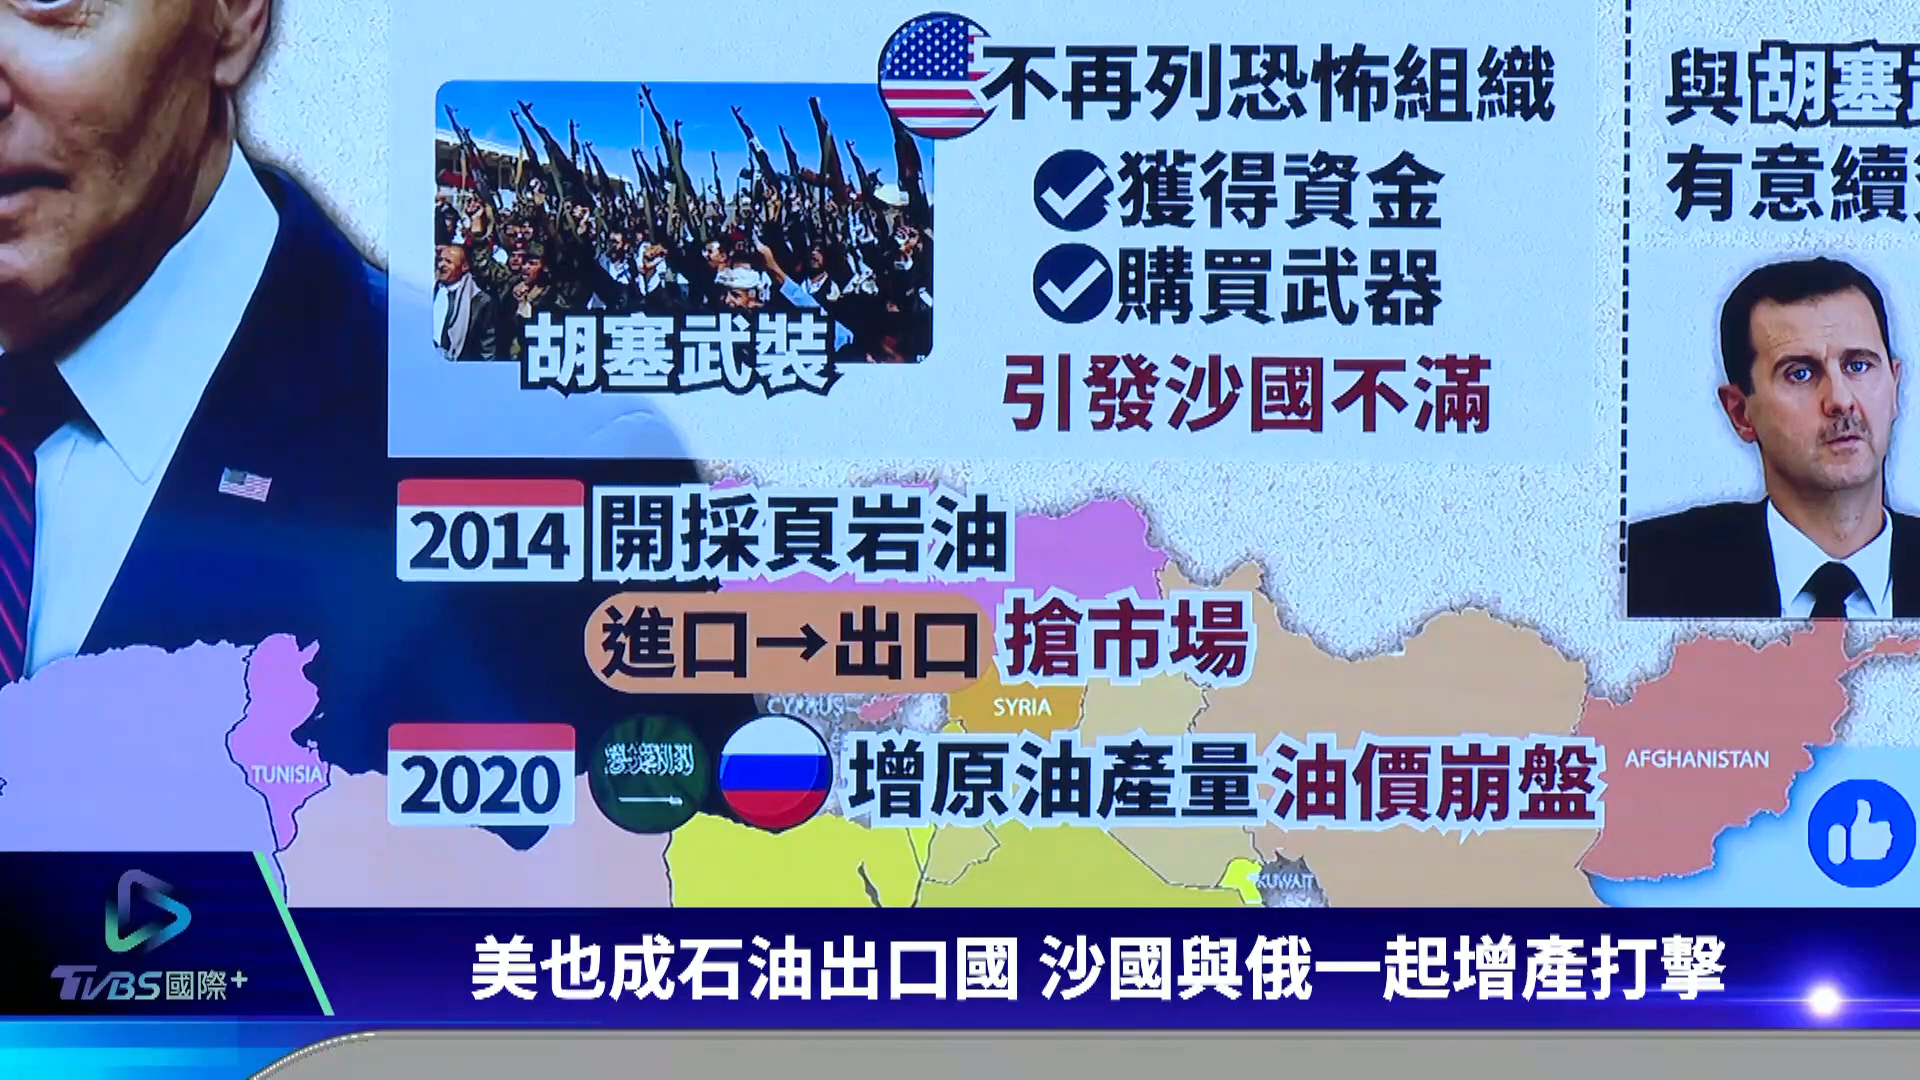 不再列恐怖組織
獲得資金
購買武器
引發沙國不滿
胡塞武裝
與胡塞
有意續
2014 開採頁岩油
進口→出口 搶市場
2020 增原油產量 油價崩盤
CYPRUS
SYRIA
TUNISIA
AFGHANISTAN
KUWAIT
美也成石油出口國 沙國與俄一起增產打擊
TVBS國際+